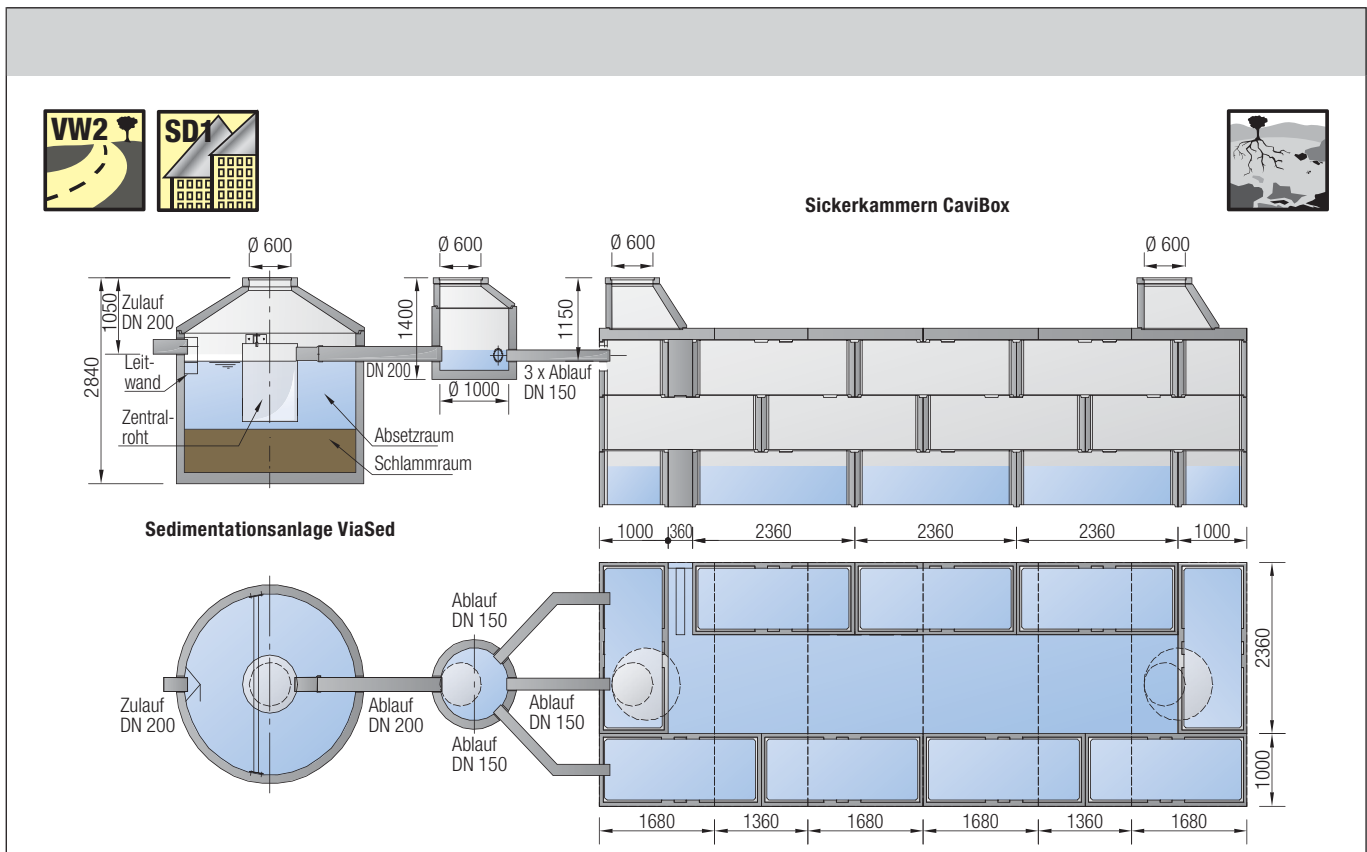 VW2
SD1
Sickerkammern CaviBox
Ø 600
Ø 600
Ø 600
Ø 600
1050
2840
Zulauf
DN 200
Leit-
wand
Zentral-
roht
DN 200
1400
Ø 1000
1150
3 x Ablauf
DN 150
Absetzraum
Schlammraum
Sedimentationsanlage ViaSed
1000
360
2360
2360
2360
1000
Zulauf
DN 200
Ablauf
DN 200
Ablauf
DN 150
Ablauf
DN 150
Ablauf
DN 150
2360
1000
1680
1360
1680
1680
1360
1680